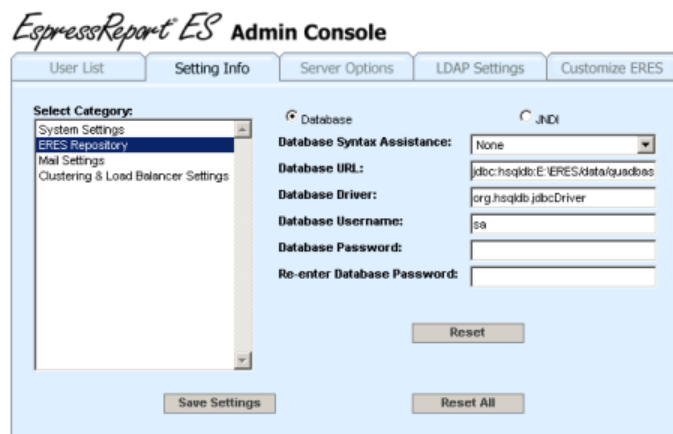 EspressReport ES Admin Console
User List Setting Info Server Options LDAP Settings Customize ERES
Select Category:
System Settings
ERES Repository
Mail Settings
Clustering & Load Balancer Settings
Database JNDI
Database Syntax Assistance: None
Database URL: jdbc:hsqldb:E:\ERES/data/quadbas
Database Driver: org.hsqldb.jdbcDriver
Database Username: sa
Database Password:
Re-enter Database Password:
Reset
Save Settings Reset All